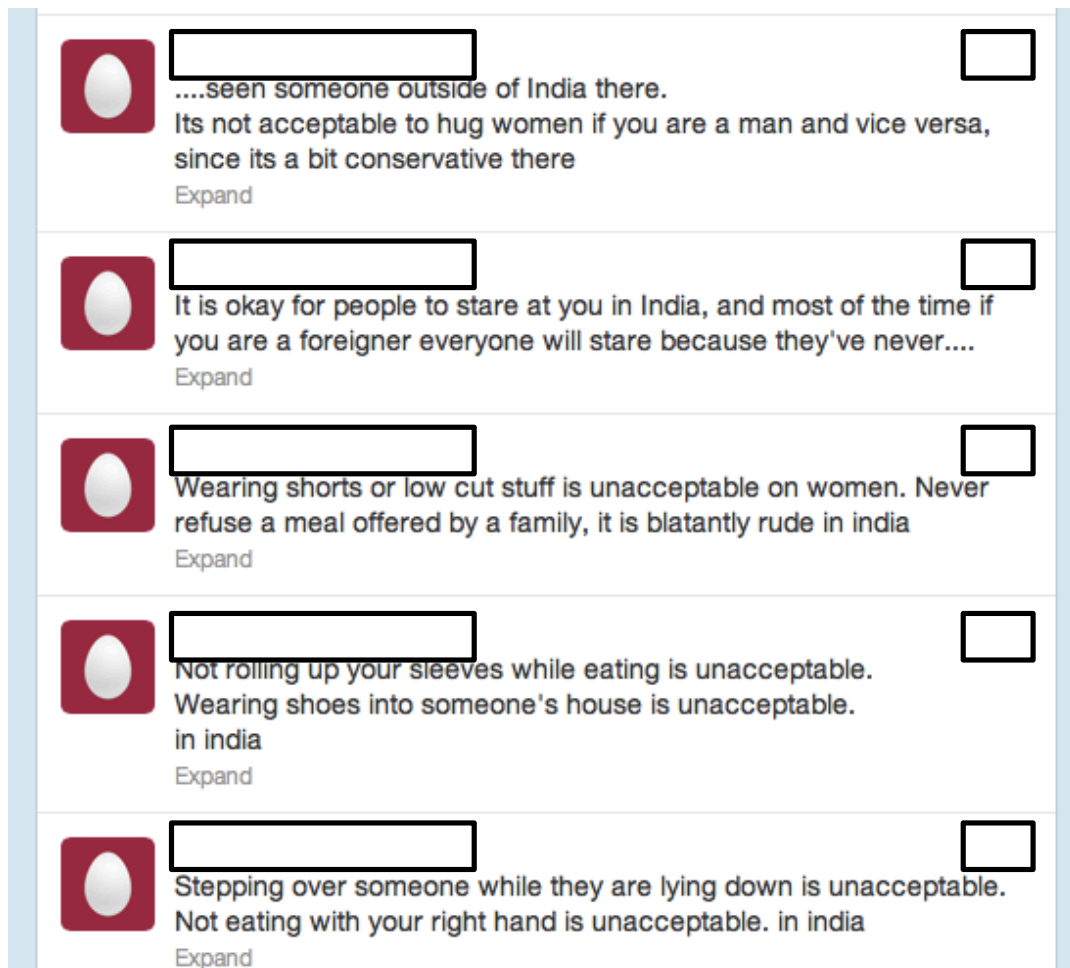 ....seen someone outside of India there.
Its not acceptable to hug women if you are a man and vice versa,
since its a bit conservative there
Expand
It is okay for people to stare at you in India, and most of the time if
you are a foreigner everyone will stare because they've never....
Expand
Wearing shorts or low cut stuff is unacceptable on women. Never
refuse a meal offered by a family, it is blatantly rude in india
Expand
Not rolling up your sleeves while eating is unacceptable.
Wearing shoes into someone's house is unacceptable.
in india
Expand
Stepping over someone while they are lying down is unacceptable.
Not eating with your right hand is unacceptable. in india
Expand